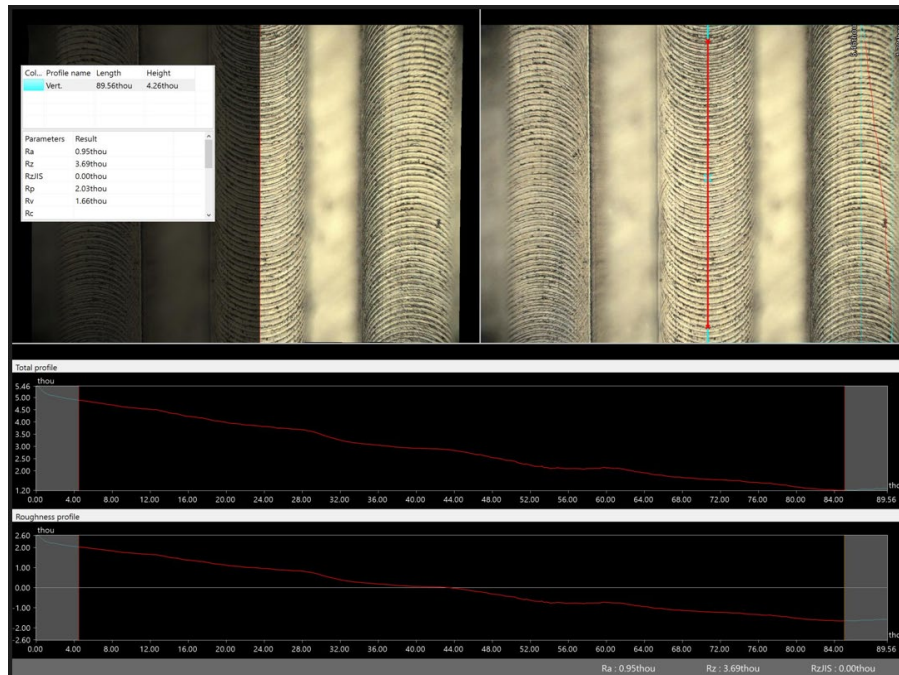 Col... Profile name Length Height
Vert. 89.56thou 4.26thou
Parameters Result
Ra 0.95thou
Rz 3.69thou
RzJIS 0.00thou
Rp 2.03thou
Rv 1.66thou
Rc
Total profile
thou
5.46
5.00
4.50
4.00
3.50
3.00
2.50
2.00
1.20
0.00 4.00 8.00 12.00 16.00 20.00 24.00 28.00 32.00 36.00 40.00 44.00 48.00 52.00 56.00 60.00 64.00 68.00 72.00 76.00 80.00 84.00 89.56
tho
Roughness profile
thou
2.60
2.00
1.00
0.00
-1.00
-2.00
-2.60
0.00 4.00 8.00 12.00 16.00 20.00 24.00 28.00 32.00 36.00 40.00 44.00 48.00 52.00 56.00 60.00 64.00 68.00 72.00 76.00 80.00 84.00 89.56
tho
Ra : 0.95thou Rz : 3.69thou RzJIS : 0.00thou